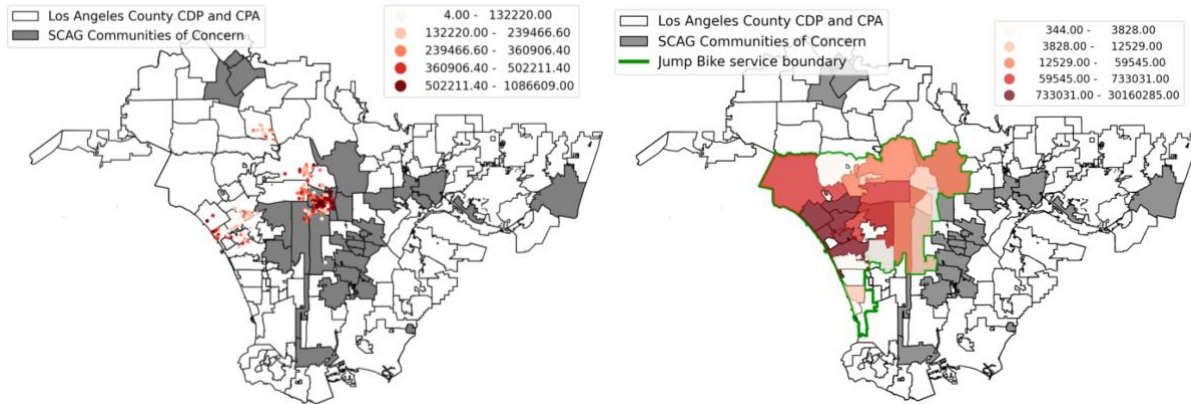 Los Angeles County CDP and CPA
SCAG Communities of Concern
4.00 - 132220.00
132220.00 - 239466.60
239466.60 - 360906.40
360906.40 - 502211.40
502211.40 - 1086609.00
Los Angeles County CDP and CPA
SCAG Communities of Concern
Jump Bike service boundary
344.00 - 3828.00
3828.00 - 12529.00
12529.00 - 59545.00
59545.00 - 733031.00
733031.00 - 30160285.00